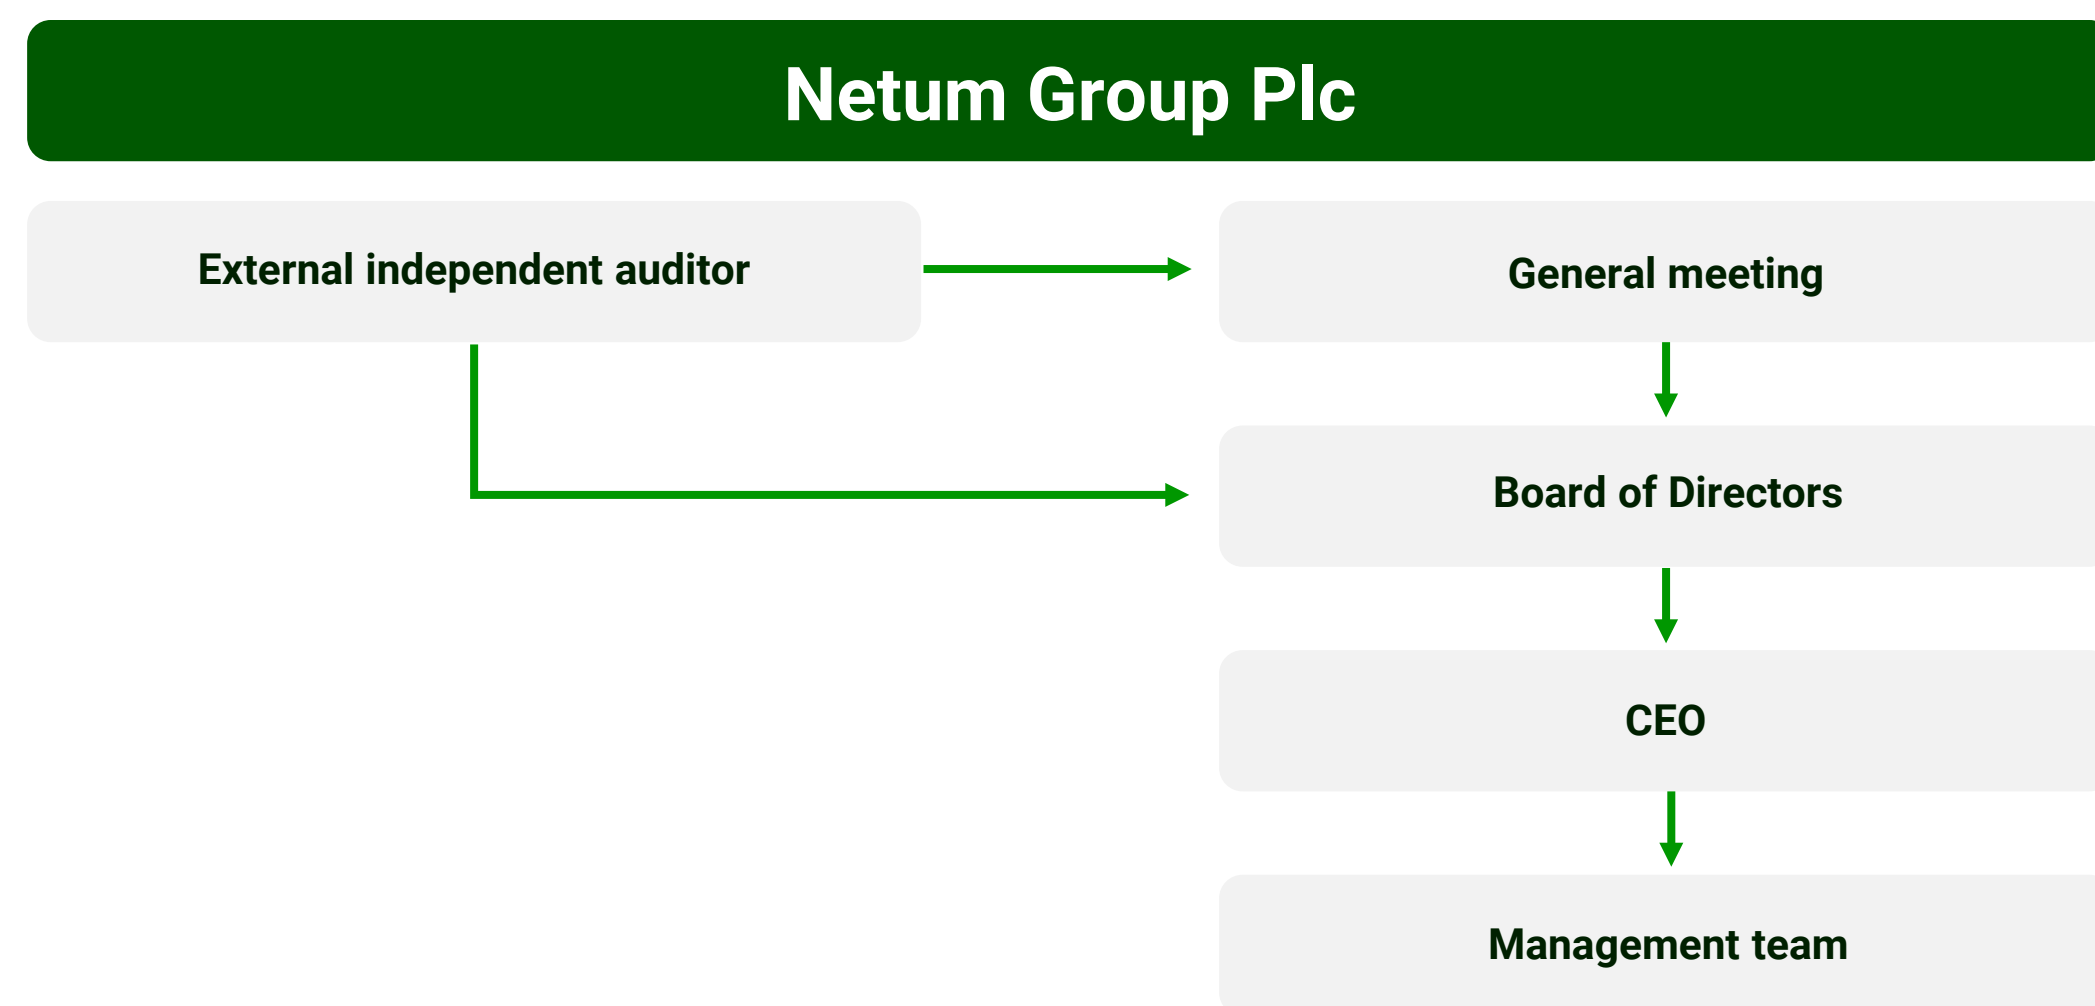 Netum Group Plc
External independent auditor
General meeting
Board of Directors
CEO
Management team